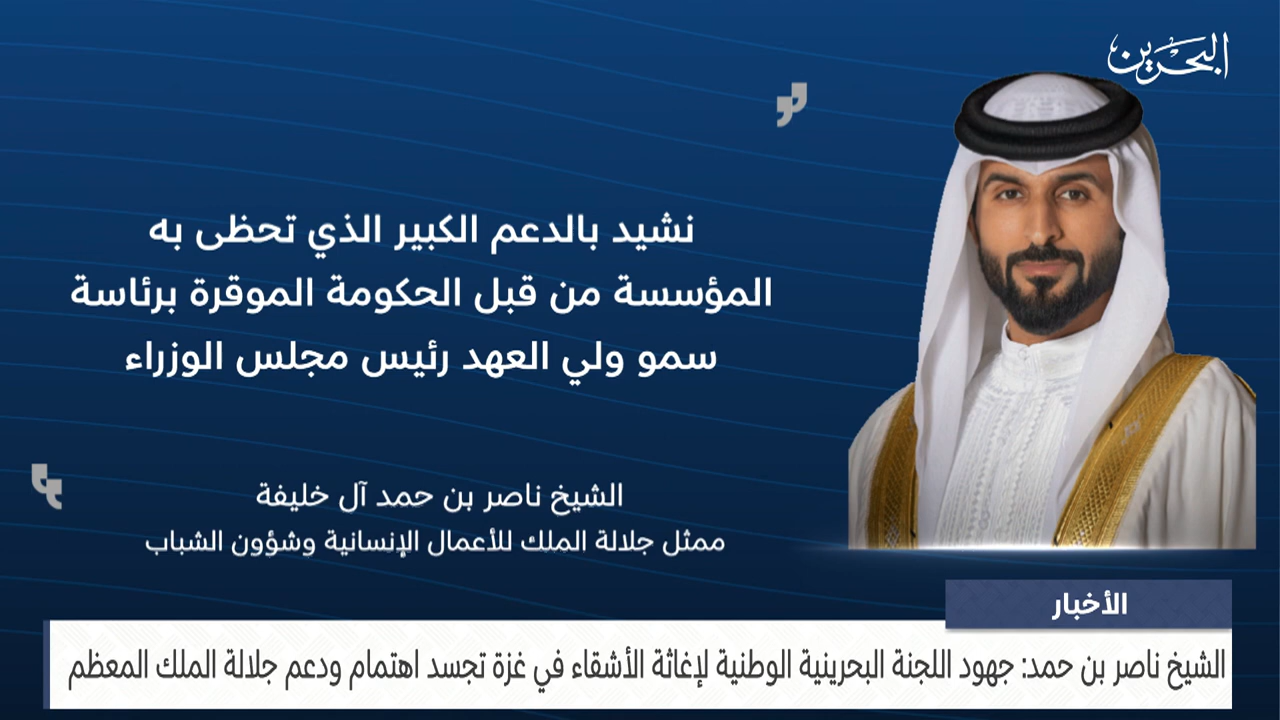 البحرين
نشيد بالدعم الكبير الذي تحظى به
المؤسسة من قبل الحكومة الموقرة برئاسة
سمو ولي العهد رئيس مجلس الوزراء
الشيخ ناصر بن حمد آل خليفة
ممثل جلالة الملك للأعمال الإنسانية وشؤون الشباب
الأخبار
الشيخ ناصر بن حمد: جهود اللجنة البحرينية الوطنية لإغاثة الأشقاء في غزة تجسد اهتمام ودعم جلالة الملك المعظم